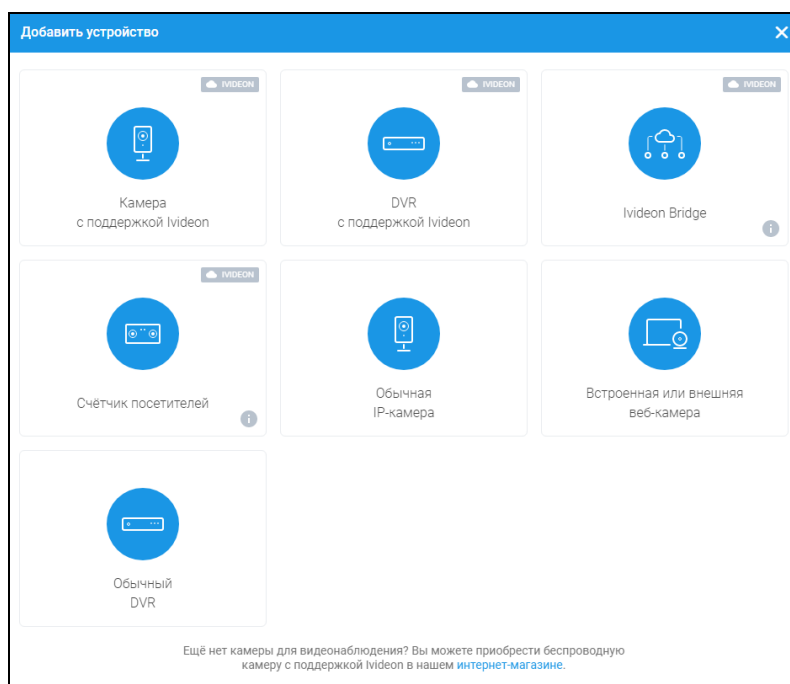 Добавить устройство
IVIDEON
IVIDEON
IVIDEON
Камера
с поддержкой Ivideon
DVR
с поддержкой Ivideon
Ivideon Bridge
IVIDEON
Счётчик посетителей
Обычная
IP-камера
Встроенная или внешняя
веб-камера
Обычный
DVR
Ещё нет камеры для видеонаблюдения? Вы можете приобрести беспроводную
камеру с поддержкой Ivideon в нашем интернет-магазине.